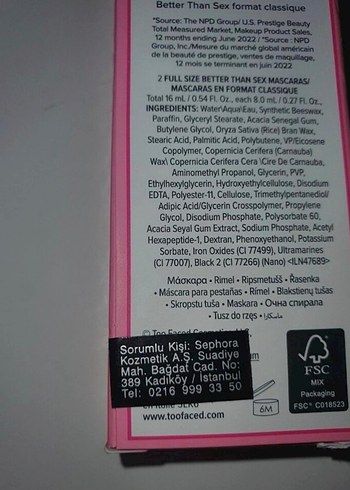 Better Than Sex format classique
*Source: The NPD Group/ U.S. Prestige Beauty
Total Measured Market, Makeup Product Sales,
12 months ending June 2022 / *Source : NPD
Group, Inc./Mesure du marché global américain
de la beauté de prestige, ventes de maquillage,
12 mois se terminant en juin 2022
2 FULL SIZE BETTER THAN SEX MASCARAS/
MASCARAS EN FORMAT CLASSIQUE
Total 16 mL / 0.54 Fl. Oz., each 8.0 mL / 0.27 Fl. Oz.,
INGREDIENTS: Water\Aqua\Eau, Synthetic Beeswax,
Paraffin, Glyceryl Stearate, Acacia Senegal Gum,
Butylene Glycol, Oryza Sativa (Rice) Bran Wax,
Stearic Acid, Palmitic Acid, Polybutene, VP/Eicosene
Copolymer, Copernicia Cerifera (Carnauba)
Wax\ Copernicia Cerifera Cera \Cire De Carnauba,
Aminomethyl Propanol, Glycerin, PVP,
Ethylhexylglycerin, Hydroxyethylcellulose, Disodium
EDTA, Polyester-11, Cellulose, Trimethylpentanediol/
Adipic Acid/Glycerin Crosspolymer, Propylene
Glycol, Disodium Phosphate, Polysorbate 60,
Acacia Seyal Gum Extract, Sodium Phosphate, Acetyl
Hexapeptide-1, Dextran, Phenoxyethanol, Potassium
Sorbate, Iron Oxides (CI 77499), Ultramarines
(CI 77007), Black 2 (CI 77266) (Nano) <ILN47689>
Máскара • Rimel • Ripsmetušš • Řasenka
• Máscara para pestañas • Rimel • Blakstienų tušas
• Skropstu tuša • Maskara • Очна спирала
• Tusz do rzęs • ماسكارا
© Too Faced Cosmetics, LLC.
Sorumlu Kişi: Sephora
Kozmetik A.Ş. Suadiye
Mah. Bağdat Cad. No:
389 Kadıköy / İstanbul
Tel: 0216 999 33 50
www.toofaced.com
6M
FSC
MIX
Packaging
FSC® C018523